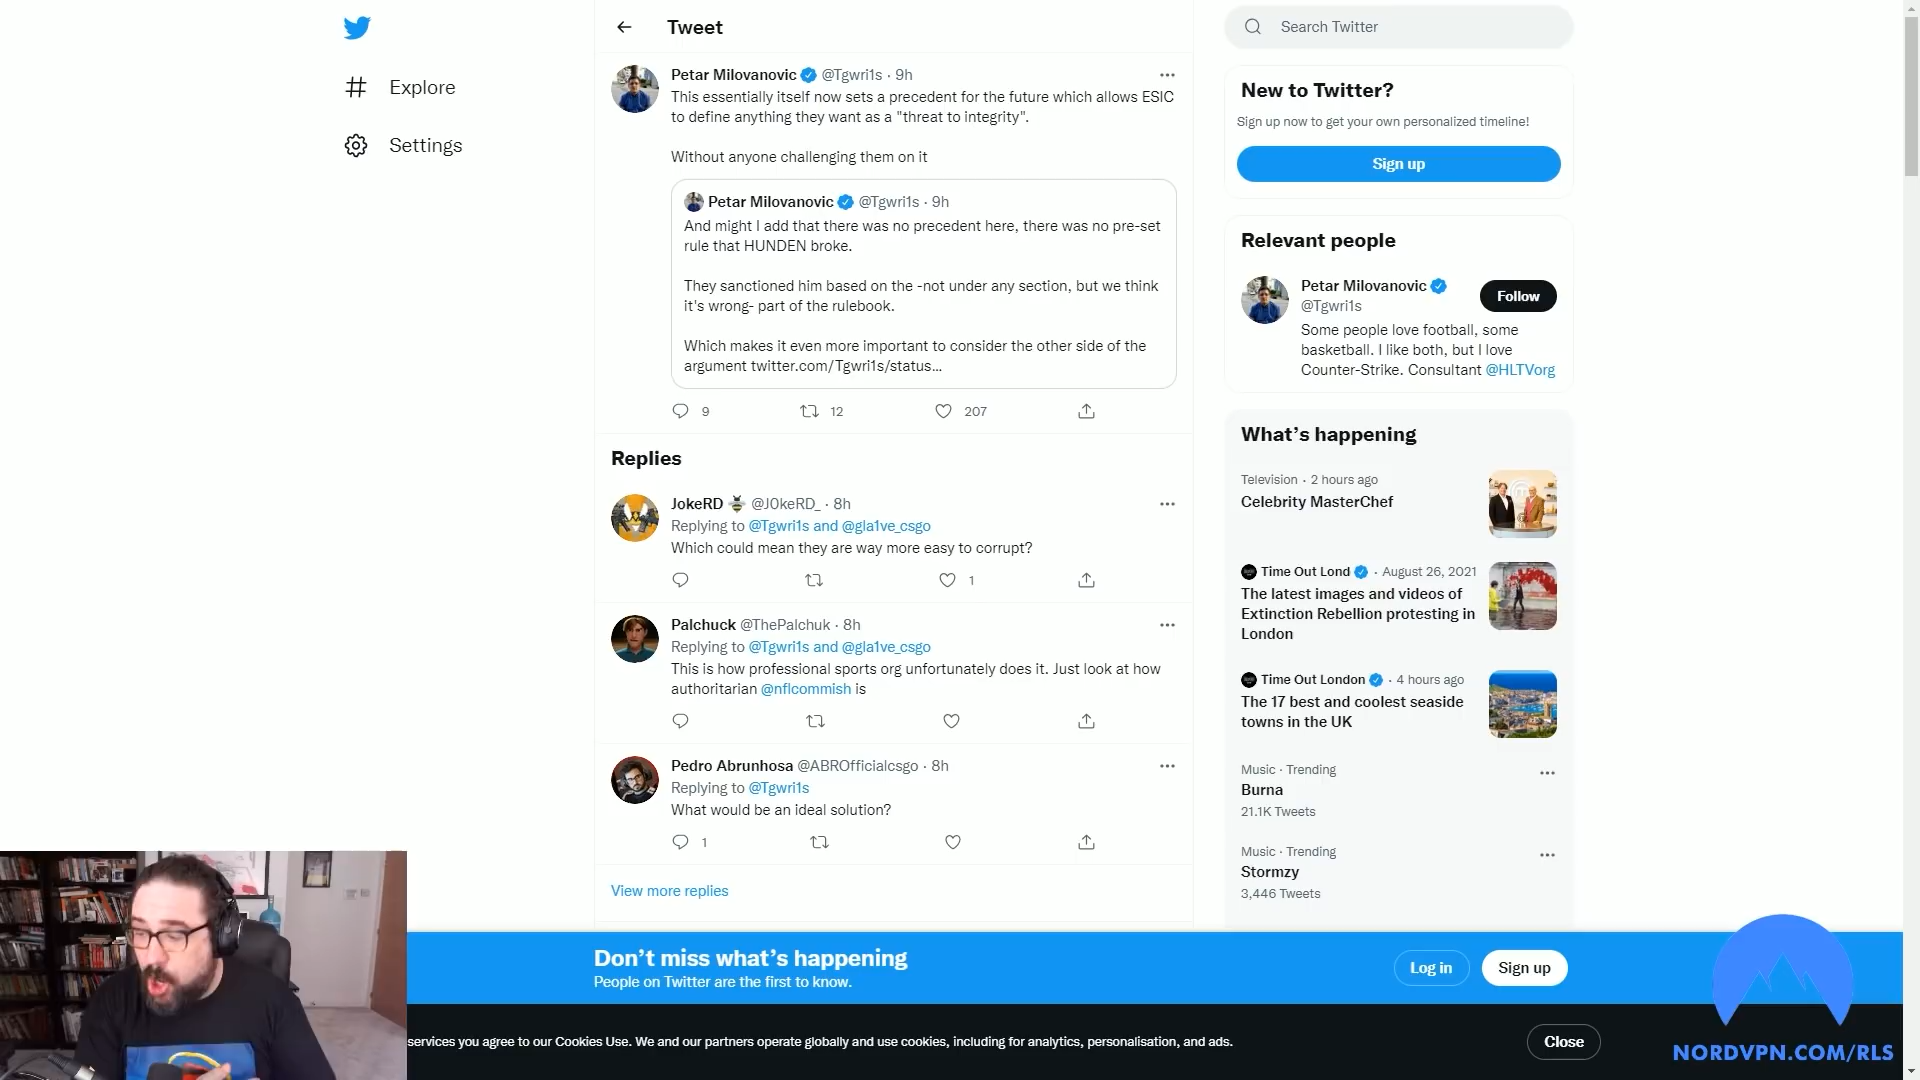 Explore
Settings
Tweet
Petar Milovanovic @Tgwri1s · 9h
This essentially itself now sets a precedent for the future which allows ESIC
to define anything they want as a "threat to integrity".
Without anyone challenging them on it
Petar Milovanovic @Tgwri1s · 9h
And might I add that there was no precedent here, there was no pre-set
rule that HUNDEN broke.
They sanctioned him based on the -not under any section, but we think
it's wrong- part of the rulebook.
Which makes it even more important to consider the other side of the
argument twitter.com/Tgwri1s/status...
9 12 207
Replies
JokeRD @J0keRD_ · 8h
Replying to @Tgwri1s and @gla1ve_csgo
Which could mean they are way more easy to corrupt?
1
Palchuck @ThePalchuk · 8h
Replying to @Tgwri1s and @gla1ve_csgo
This is how professional sports org unfortunately does it. Just look at how
authoritarian @nflcommish is
Pedro Abrunhosa @ABROfficialcsgo · 8h
Replying to @Tgwri1s
What would be an ideal solution?
1
View more replies
Search Twitter
New to Twitter?
Sign up now to get your own personalized timeline!
Sign up
Relevant people
Petar Milovanovic
@Tgwri1s
Follow
Some people love football, some
basketball. I like both, but I love
Counter-Strike. Consultant @HLTVorg
What's happening
Television · 2 hours ago
Celebrity MasterChef
Time Out Lond · August 26, 2021
The latest images and videos of
Extinction Rebellion protesting in
London
Time Out London · 4 hours ago
The 17 best and coolest seaside
towns in the UK
Music · Trending
Burna
21.1K Tweets
Music · Trending
Stormzy
3,446 Tweets
Don't miss what's happening
People on Twitter are the first to know.
Log in
Sign up
services you agree to our Cookies Use. We and our partners operate globally and use cookies, including for analytics, personalisation, and ads.
Close
NORDVPN.COM/RLS